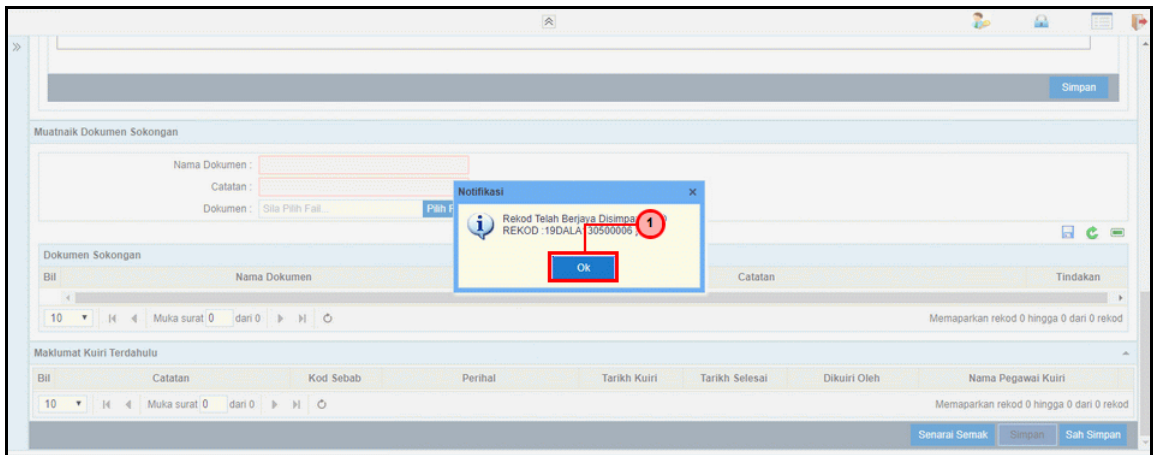 Simpan
Muatnaik Dokumen Sokongan
Nama Dokumen :
Catatan :
Dokumen : Sila Pilih Fail... Pilih
Notifikasi
Rekod Telah Berjaya
REKOD :19DALA 30500006
1
Ok
Dokumen Sokongan
Bil Nama Dokumen Catatan Tindakan
10 Muka surat 0 dari 0 Memaparkan rekod 0 hingga 0 dari 0 rekod
Maklumat Kuiri Terdahulu
Bil Catatan Kod Sebab Perihal Tarikh Kuiri Tarikh Selesai Dikuiri Oleh Nama Pegawai Kuiri
10 Muka surat 0 dari 0 Memaparkan rekod 0 hingga 0 dari 0 rekod
Senarai Semak Simpan Sah Simpan